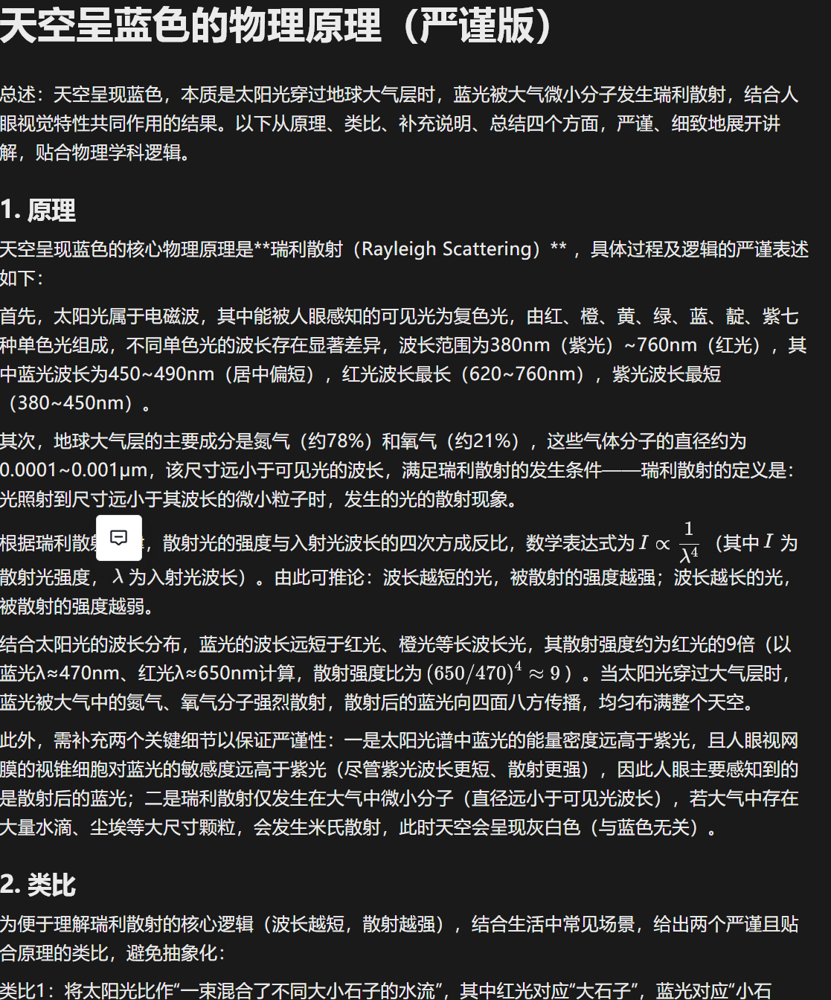 天空呈蓝色的物理原理（严谨版）
总述：天空呈现蓝色，本质是太阳光穿过地球大气层时，蓝光被大气微小分子发生瑞利散射，结合人
眼视觉特性共同作用的结果。以下从原理、类比、补充说明、总结四个方面，严谨、细致地展开讲
解，贴合物理学科逻辑。
1. 原理
天空呈现蓝色的核心物理原理是**瑞利散射（Rayleigh Scattering）** ，具体过程及逻辑的严谨表述
如下：
首先，太阳光属于电磁波，其中能被人眼感知的可见光为复色光，由红、橙、黄、绿、蓝、靛、紫七
种单色光组成，不同单色光的波长存在显著差异，波长范围为380nm（紫光）~760nm（红光），其
中蓝光波长为450~490nm（居中偏短），红光波长最长（620~760nm），紫光波长最短
（380~450nm）。
其次，地球大气层的主要成分是氮气（约78%）和氧气（约21%），这些气体分子的直径约为
0.0001~0.001μm，该尺寸远小于可见光的波长，满足瑞利散射的发生条件——瑞利散射的定义是：
光照射到尺寸远小于其波长的微小粒子时，发生的光的散射现象。
根据瑞利散，散射光的强度与入射光波长的四次方成反比，数学表达式为 I ∝ 1/λ⁴ （其中 I 为
散射光强度， λ 为入射光波长）。由此可推论：波长越短的光，被散射的强度越强；波长越长的光，
被散射的强度越弱。
结合太阳光的波长分布，蓝光的波长远短于红光、橙光等长波长光，其散射强度约为红光的9倍（以
蓝光λ≈470nm、红光λ≈650nm计算，散射强度比为 (650/470)⁴ ≈ 9 ）。当太阳光穿过大气层时，
蓝光被大气中的氮气、氧气分子强烈散射，散射后的蓝光向四面八方传播，均匀布满整个天空。
此外，需补充两个关键细节以保证严谨性：一是太阳光谱中蓝光的能量密度远高于紫光，且人眼视网
膜的视锥细胞对蓝光的敏感度远高于紫光（尽管紫光波长更短、散射更强），因此人眼主要感知到的
是散射后的蓝光；二是瑞利散射仅发生在大气中微小分子（直径远小于可见光波长），若大气中存在
大量水滴、尘埃等大尺寸颗粒，会发生米氏散射，此时天空会呈现灰白色（与蓝色无关）。
2. 类比
为便于理解瑞利散射的核心逻辑（波长越短，散射越强），结合生活中常见场景，给出两个严谨且贴
合原理的类比，避免抽象化：
类比1：将太阳光比作“一束混合了不同大小石子的水流”，其中红光对应“大石子”，蓝光对应“小石